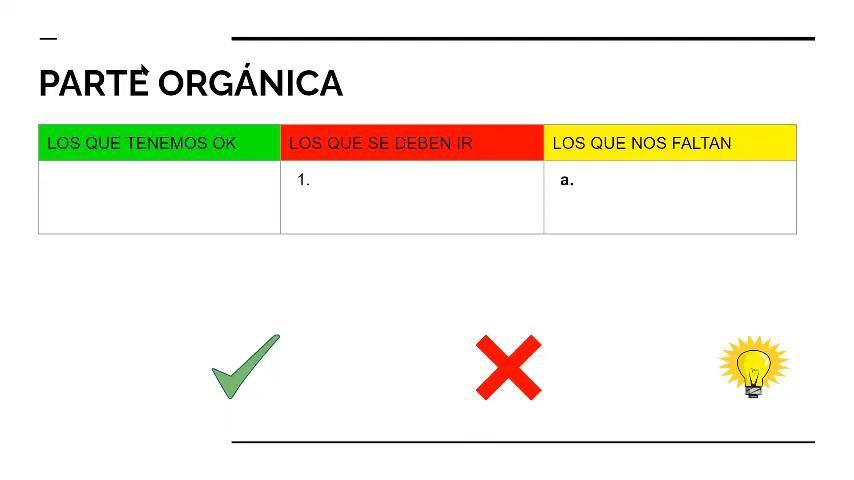 PARTE ORGÁNICA
LOS QUE TENEMOS OK
LOS QUE SE DEBEN IR
LOS QUE NOS FALTAN
1.
a.